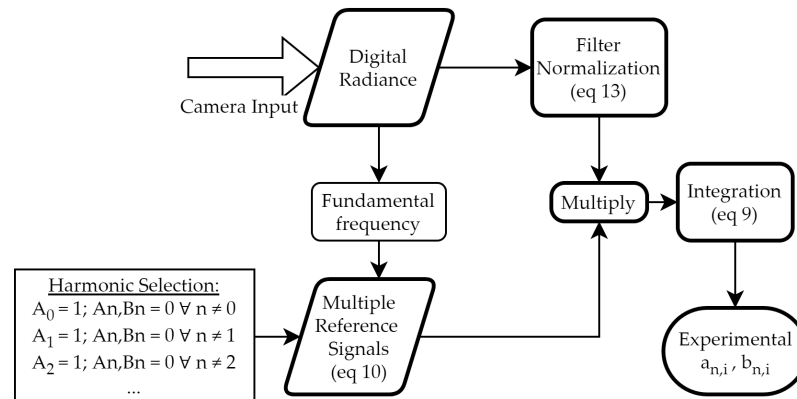 Digital
Radiance
Filter
Normalization
(eq 13)
Camera Input
Fundamental
frequency
Multiply
Integration
(eq 9)
Harmonic Selection:
A0 = 1; An,Bn = 0 ∀ n ≠ 0
A1 = 1; An,Bn = 0 ∀ n ≠ 1
A2 = 1; An,Bn = 0 ∀ n ≠ 2
...
Multiple
Reference
Signals
(eq 10)
Experimental
an,i , bn,i